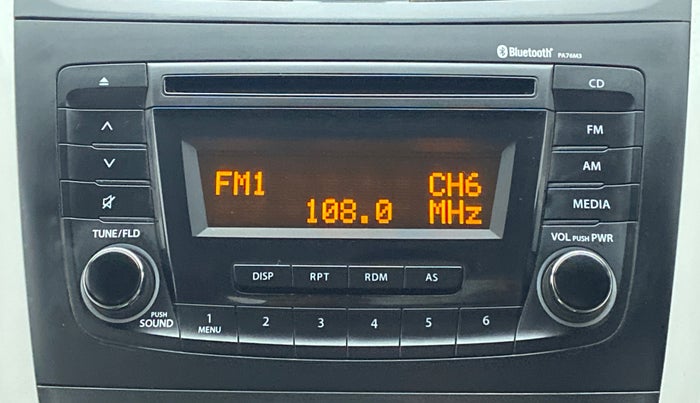 Bluetooth® PA76M3
CD
FM
AM
MEDIA
FM1 CH6
108.0 MHz
TUNE/FLD
VOL PUSH PWR
DISP RPT RDM AS
PUSH
SOUND
1 2 3 4 5 6
MENU